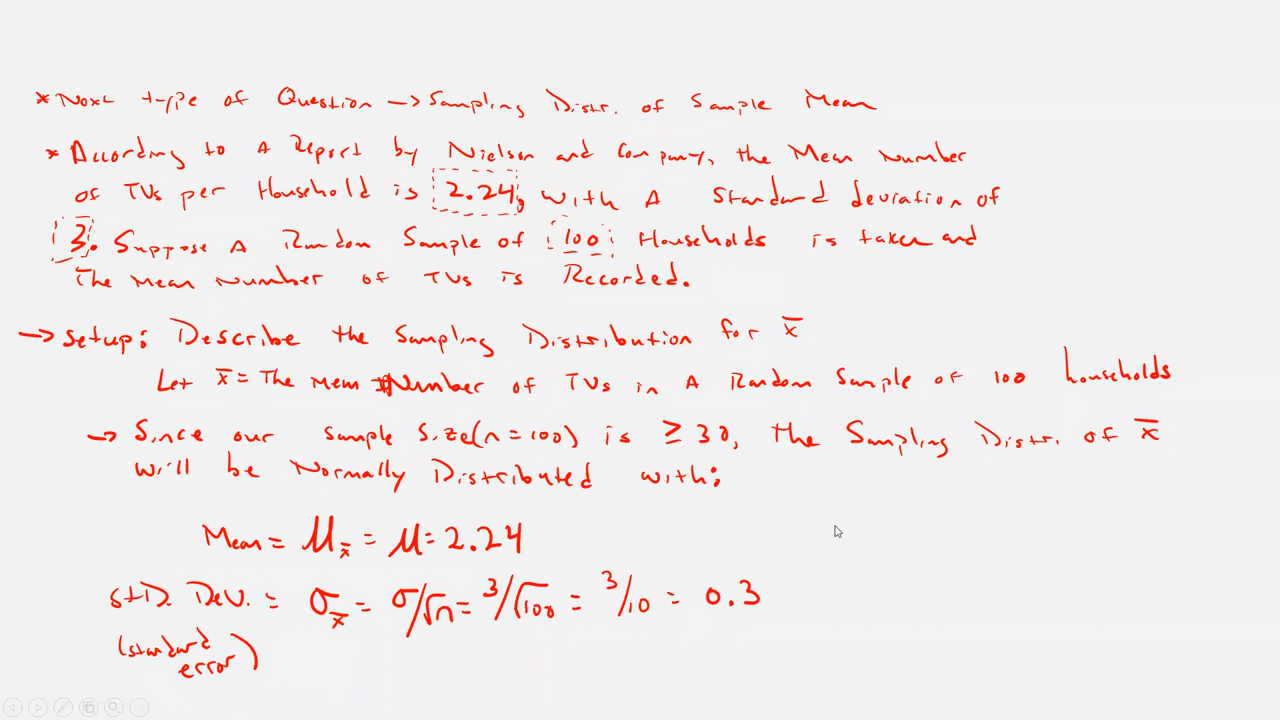 * Next type of Question → Sampling Distr. of Sample Mean
* According to A Report by Nielson and Company, the Mean Number
of TVs per Household is 2.24, with A Standard deviation of
3. Suppose A Random Sample of 100 Households is taken and
The Mean Number of TVs is Recorded.
→ Setup: Describe the Sampling Distribution for x̄
Let x̄ = The Mean Number of TVs in A Random Sample of 100 households
→ Since our sample size (n=100) is ≥ 30, the Sampling Distr. of x̄
will be Normally Distributed with:
Mean = μx̄ = μ = 2.24
STD. DEV. = σx̄ = σ/√n = 3/√100 = 3/10 = 0.3
(standard
error)